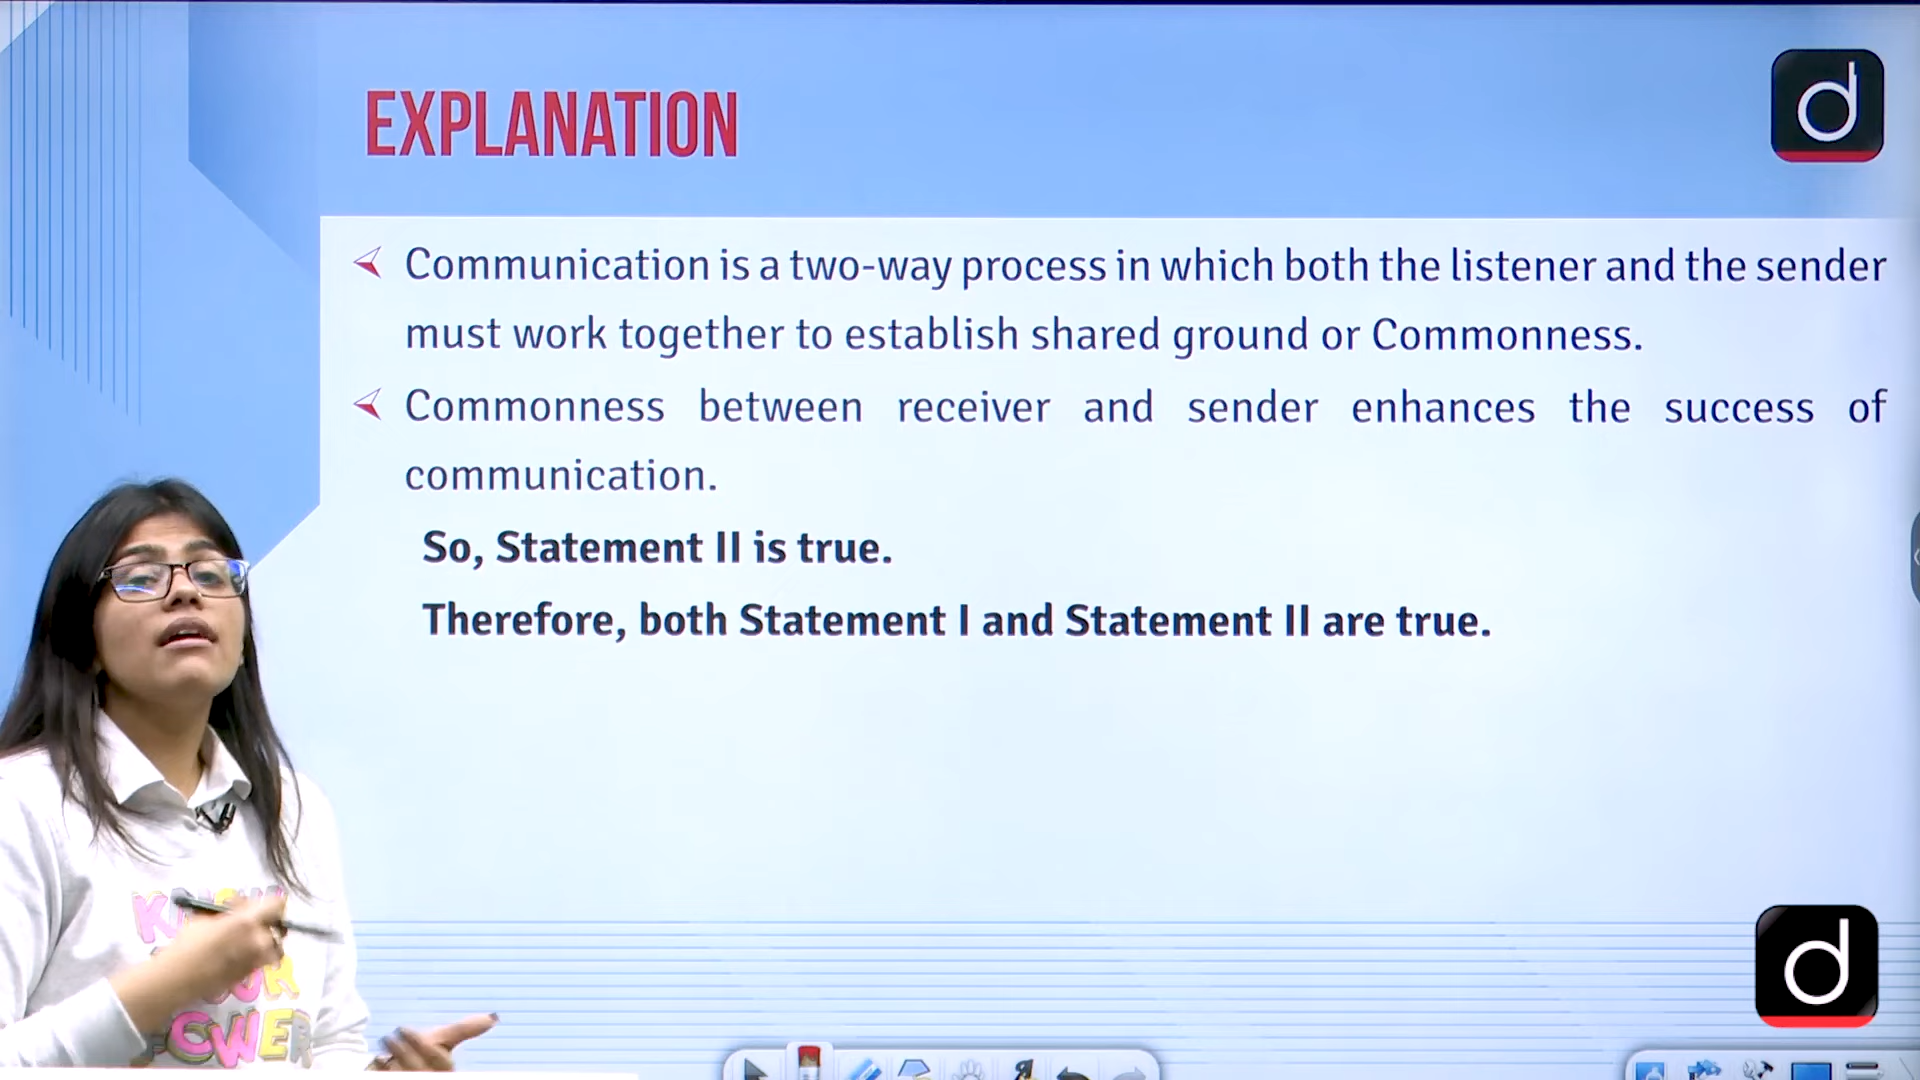 EXPLANATION
Communication is a two-way process in which both the listener and the sender
must work together to establish shared ground or Commonness.
Commonness between receiver and sender enhances the success of
communication.
So, Statement II is true.
Therefore, both Statement I and Statement II are true.
d
d
POWER